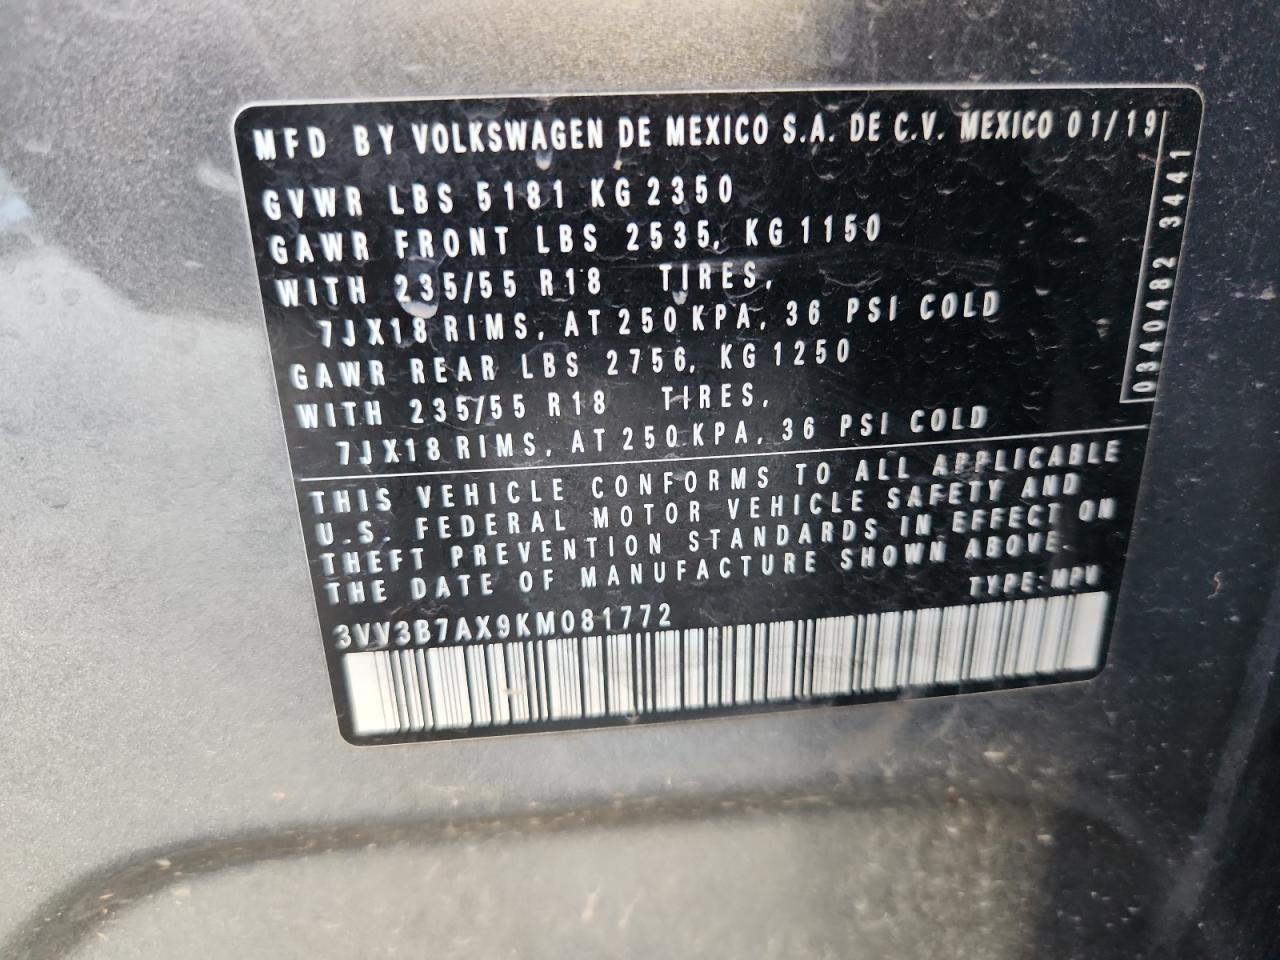 MFD BY VOLKSWAGEN DE MEXICO S.A. DE C.V. MEXICO 01/19
GVWR LBS 5181 KG 2350
GAWR FRONT LBS 2535, KG 1150
WITH 235/55 R18 TIRES,
7JX18 RIMS, AT 250 KPA, 36 PSI COLD
GAWR REAR LBS 2756, KG 1250
WITH 235/55 R18 TIRES,
7JX18 RIMS, AT 250 KPA, 36 PSI COLD
0340482 3441
THIS VEHICLE CONFORMS TO ALL APPLICABLE
U.S. FEDERAL MOTOR VEHICLE SAFETY AND
THEFT PREVENTION STANDARDS IN EFFECT ON
THE DATE OF MANUFACTURE SHOWN ABOVE.
TYPE: MPV
3VV3B7AX9KM081772